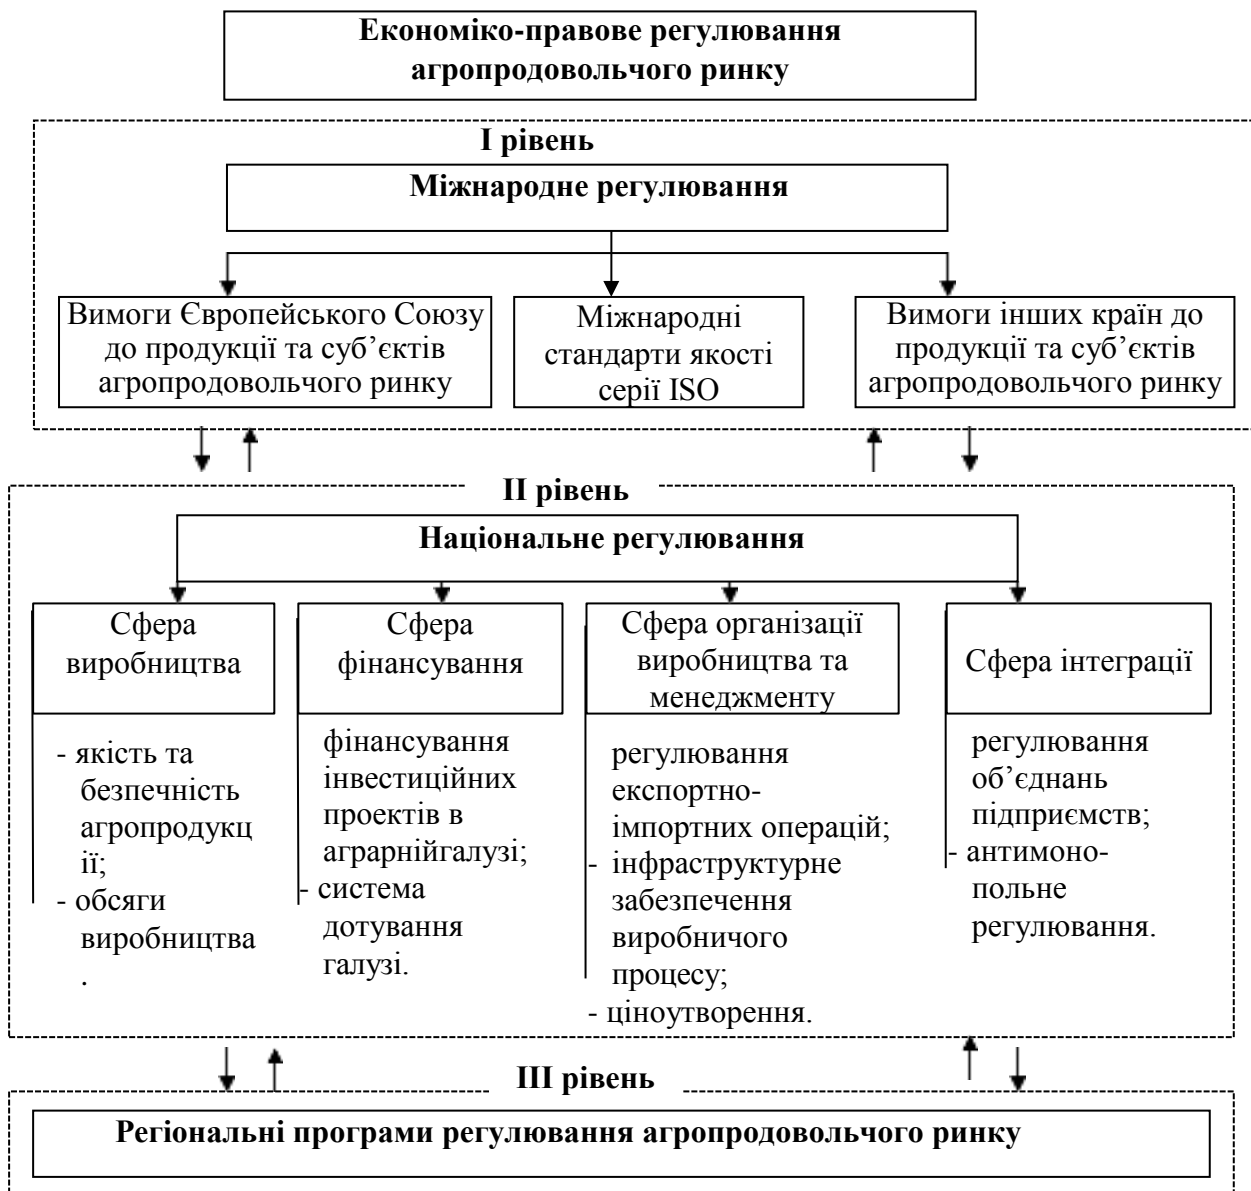 Економіко-правове регулювання
агропродовольчого ринку
І рівень
Міжнародне регулювання
Вимоги Європейського Союзу
до продукції та суб’єктів
агропродовольчого ринку
Міжнародні
стандарти якості
серії ISO
Вимоги інших країн до
продукції та суб’єктів
агропродовольчого ринку
ІІ рівень
Національне регулювання
Сфера
виробництва
Сфера
фінансування
Сфера організації
виробництва та
менеджменту
Сфера інтеграції
- якість та
безпечність
агропродукц
ії;
- обсяги
виробництва
.
фінансування
інвестиційних
проектів в
аграрнійгалузі;
- система
дотування
галузі.
регулювання
експортно-
імпортних операцій;
- інфраструктурне
забезпечення
виробничого
процесу;
- ціноутворення.
регулювання
об’єднань
підприємств;
- антимоно-
польне
регулювання.
ІІІ рівень
Регіональні програми регулювання агропродовольчого ринку